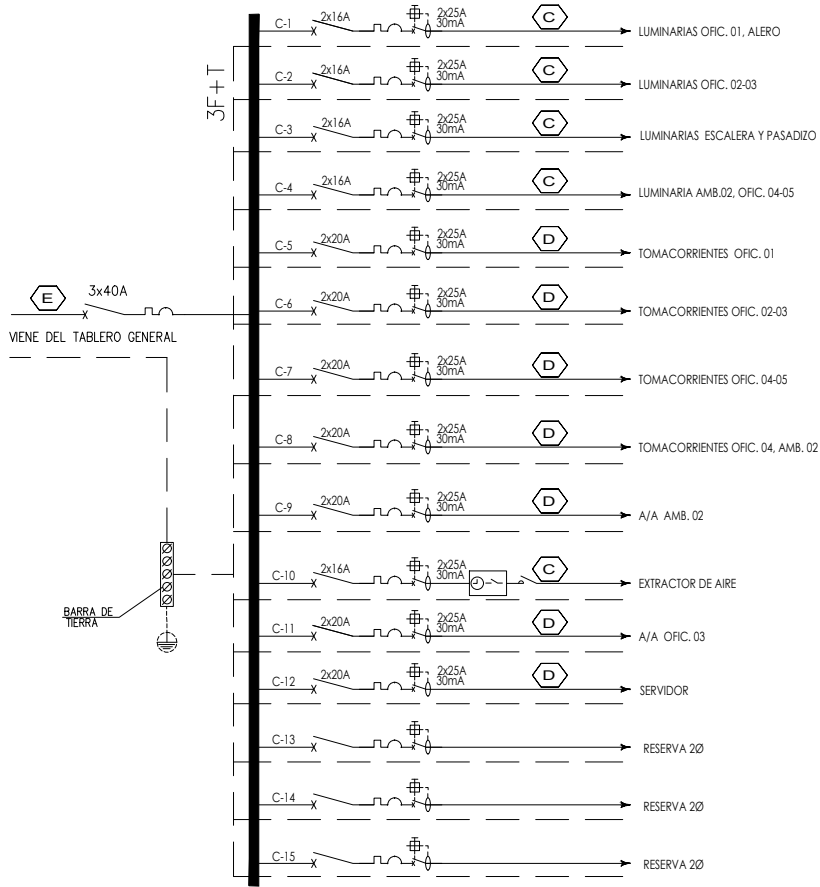 3F+T
C-1 2x16A 2x25A 30mA C LUMINARIAS OFIC. 01, ALERO
C-2 2x16A 2x25A 30mA C LUMINARIAS OFIC. 02-03
C-3 2x16A 2x25A 30mA C LUMINARIAS ESCALERA Y PASADIZO
C-4 2x16A 2x25A 30mA C LUMINARIA AMB.02, OFIC. 04-05
C-5 2x20A 2x25A 30mA D TOMACORRIENTES OFIC. 01
E 3x40A
VIENE DEL TABLERO GENERAL
C-6 2x20A 2x25A 30mA D TOMACORRIENTES OFIC. 02-03
C-7 2x20A 2x25A 30mA D TOMACORRIENTES OFIC. 04-05
C-8 2x20A 2x25A 30mA D TOMACORRIENTES OFIC. 04, AMB. 02
C-9 2x20A 2x25A 30mA D A/A AMB. 02
C-10 2x16A 2x25A 30mA C EXTRACTOR DE AIRE
BARRA DE
TIERRA
C-11 2x20A 2x25A 30mA D A/A OFIC. 03
C-12 2x20A 2x25A 30mA D SERVIDOR
C-13 RESERVA 2Ø
C-14 RESERVA 2Ø
C-15 RESERVA 2Ø